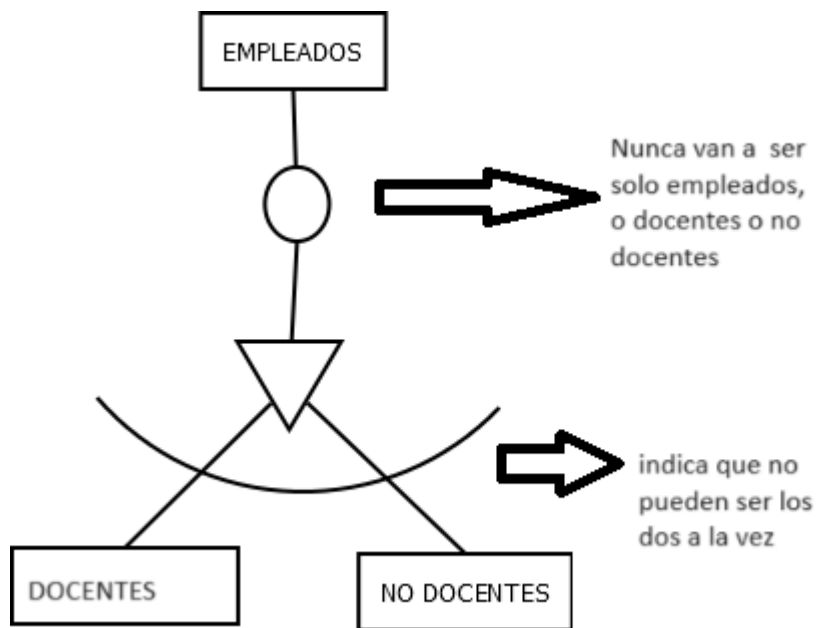 EMPLEADOS
Nunca van a ser
solo empleados,
o docentes o no
docentes
indica que no
pueden ser los
dos a la vez
DOCENTES
NO DOCENTES